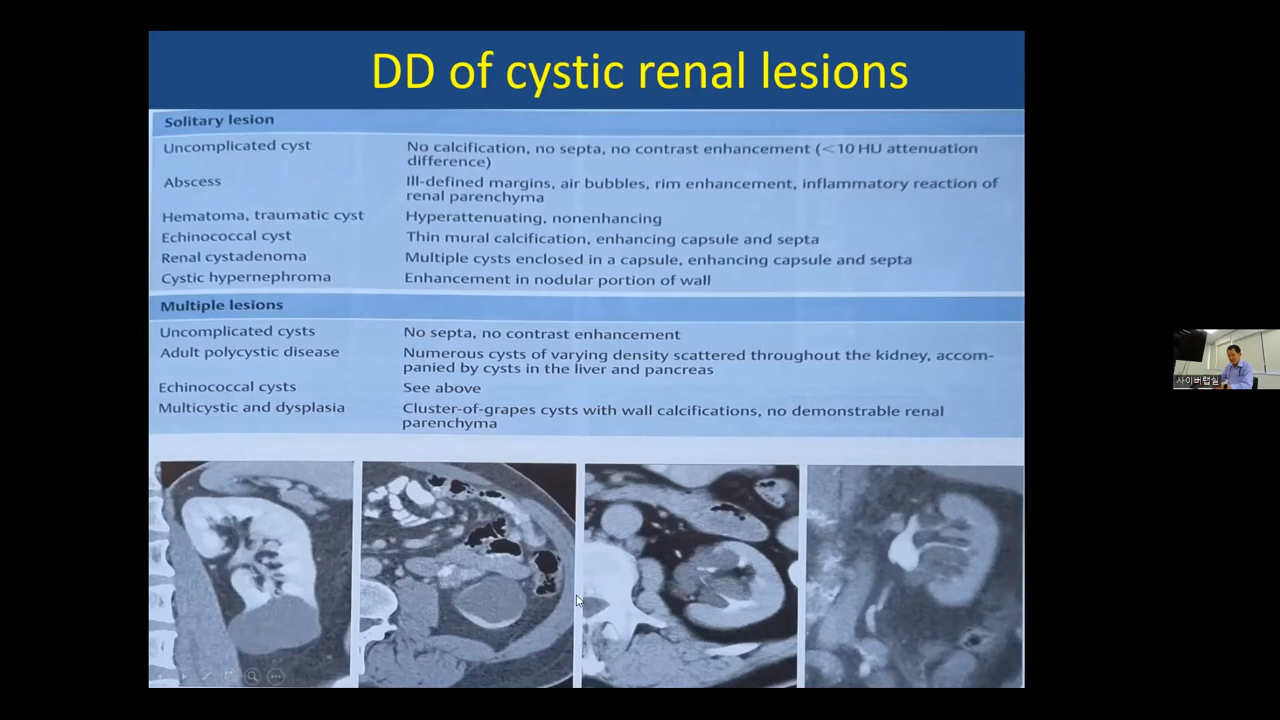 DD of cystic renal lesions
Solitary lesion
Uncomplicated cyst No calcification, no septa, no contrast enhancement (<10 HU attenuation
difference)
Abscess Ill-defined margins, air bubbles, rim enhancement, inflammatory reaction of
renal parenchyma
Hematoma, traumatic cyst Hyperattenuating, nonenhancing
Echinococcal cyst Thin mural calcification, enhancing capsule and septa
Renal cystadenoma Multiple cysts enclosed in a capsule, enhancing capsule and septa
Cystic hypernephroma Enhancement in nodular portion of wall
Multiple lesions
Uncomplicated cysts No septa, no contrast enhancement
Adult polycystic disease Numerous cysts of varying density scattered throughout the kidney, accom-
panied by cysts in the liver and pancreas
Echinococcal cysts See above
Multicystic and dysplasia Cluster-of-grapes cysts with wall calcifications, no demonstrable renal
parenchyma
사이버랩실